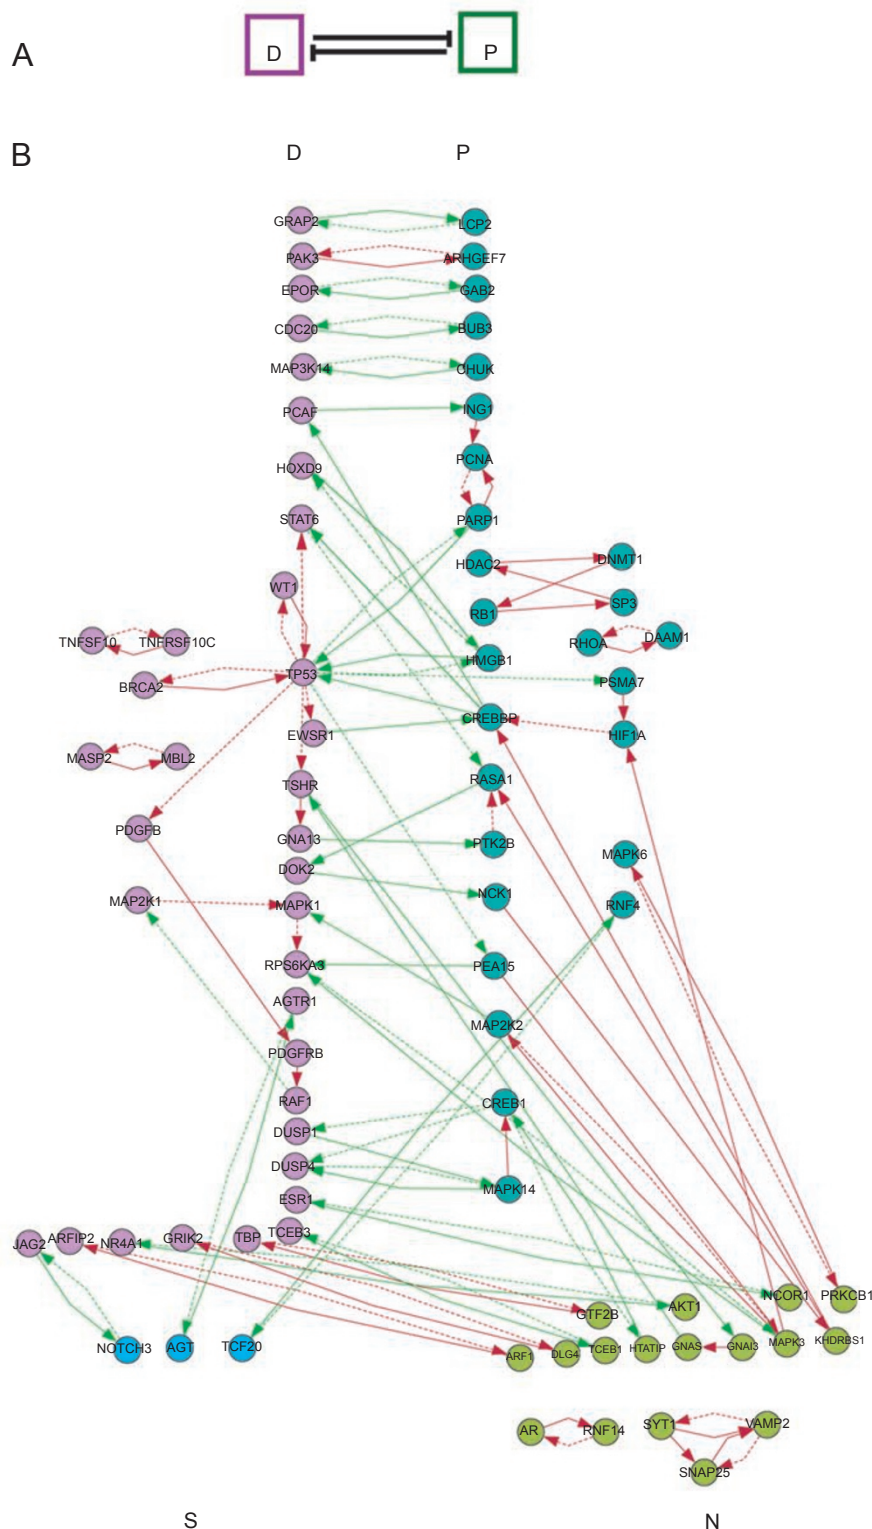 A
D
P
B
D
P
GRAP2
LCP2
PAK3
ARHGEF7
EPOR
GAB2
CDC20
BUB3
MAP3K14
CHUK
PCAF
ING1
HOXD9
PCNA
STAT6
PARP1
HDAC2
DNMT1
WT1
RB1
SP3
TNFSF10
TNFRSF10C
RHOA
DAAM1
HMGB1
TP53
BRCA2
PSMA7
CREBBP
EWSR1
HIF1A
MASP2
MBL2
TSHR
RASA1
PDGFB
GNA13
PTK2B
MAPK6
DOK2
MAP2K1
MAPK1
NCK1
RNF4
RPS6KA3
PEA15
AGTR1
MAP2K2
PDGFRB
RAF1
CREB1
DUSP1
DUSP4
MAPK14
ESR1
JAG2
ARFIP2
NR4A1
GRIK2
TBP
TCEB3
NCOR1
PRKCB1
AKT1
GTF2B
NOTCH3
AGT
TCF20
ARF1
DLG4
TCEB1
HTATIP
GNAS
GNAI3
MAPK3
KHDRBS1
AR
RNF14
SYT1
VAMP2
SNAP25
S
N